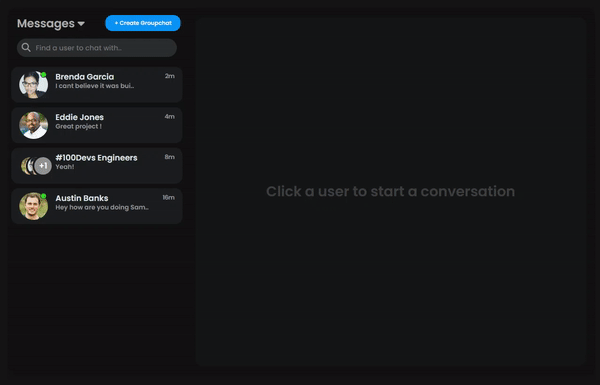 Messages
+ Create Groupchat
Find a user to chat with..
Brenda Garcia 2m
I cant believe it was bui..
Eddie Jones 4m
Great project !
#100Devs Engineers 8m
+1
Yeah!
Austin Banks 16m
Hey how are you doing Sam..
Click a user to start a conversation